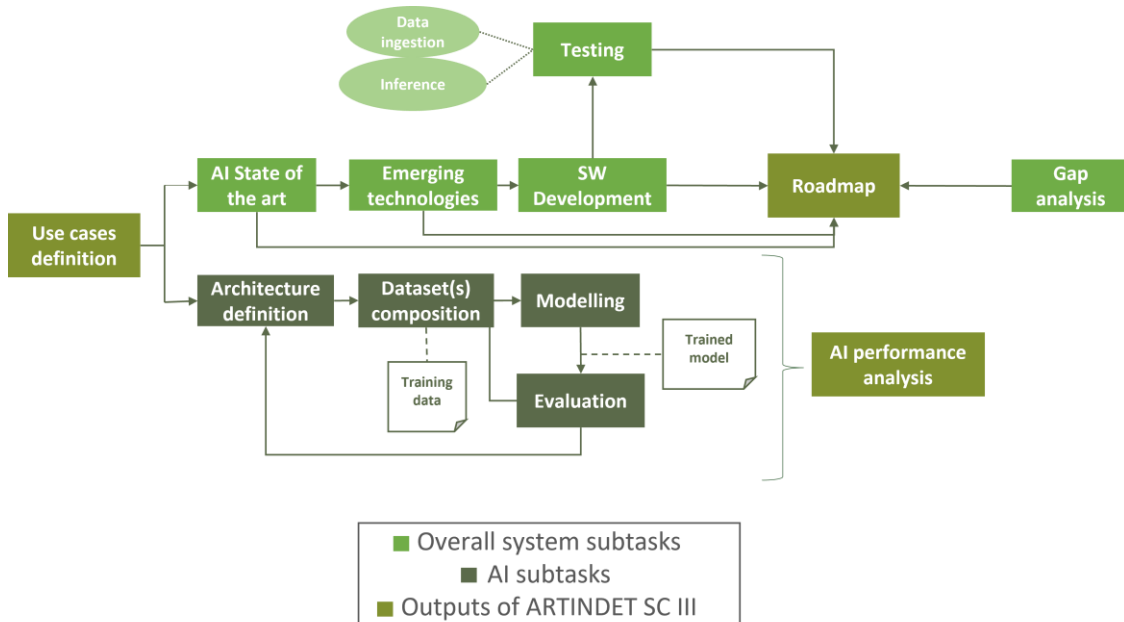 Data
ingestion
Inference
Testing
AI State of
the art
Emerging
technologies
SW
Development
Roadmap
Gap
analysis
Use cases
definition
Architecture
definition
Dataset(s)
composition
Modelling
Training
data
Trained
model
Evaluation
AI performance
analysis
Overall system subtasks
AI subtasks
Outputs of ARTINDET SC III